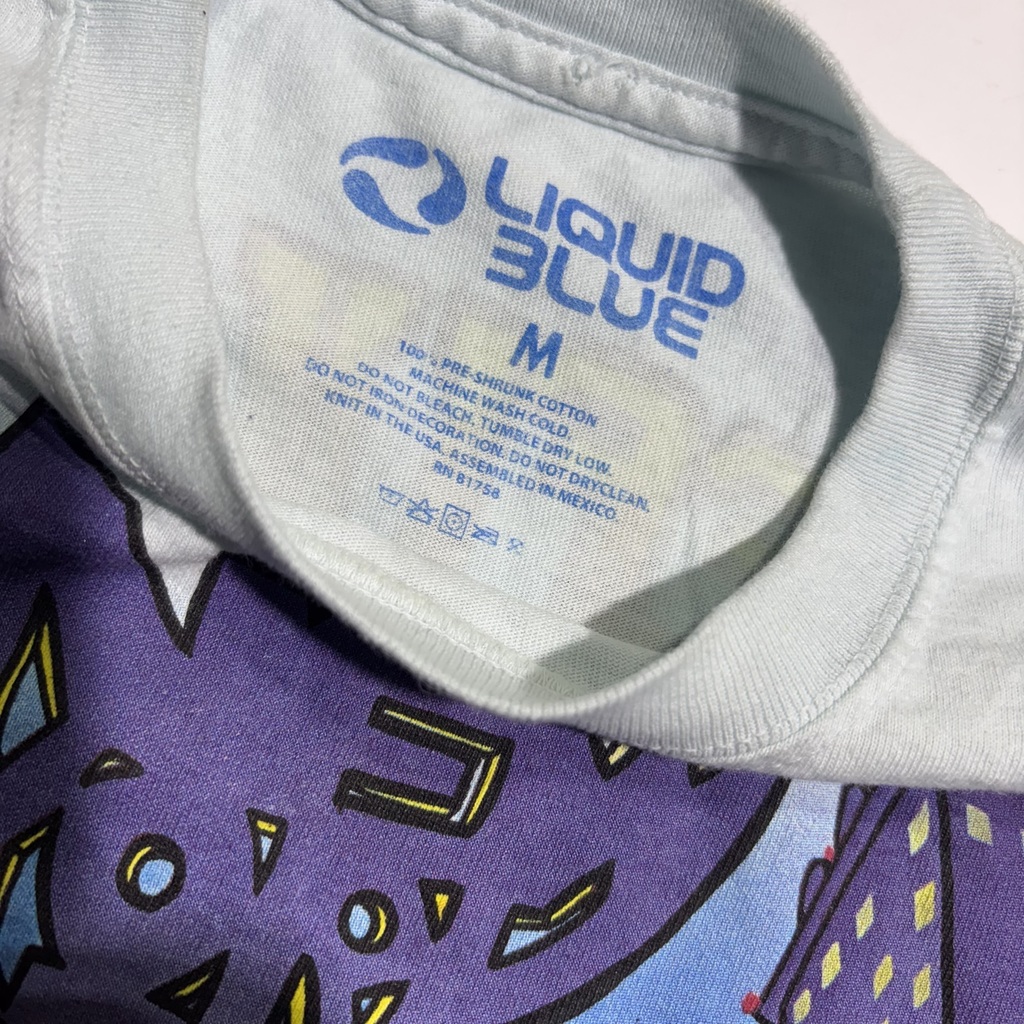 LIQUID
BLUE
M
100% PRE-SHRUNK COTTON
MACHINE WASH COLD.
DO NOT BLEACH. TUMBLE DRY LOW.
DO NOT IRON DECORATION. DO NOT DRYCLEAN.
KNIT IN THE USA. ASSEMBLED IN MEXICO.
RN 81758